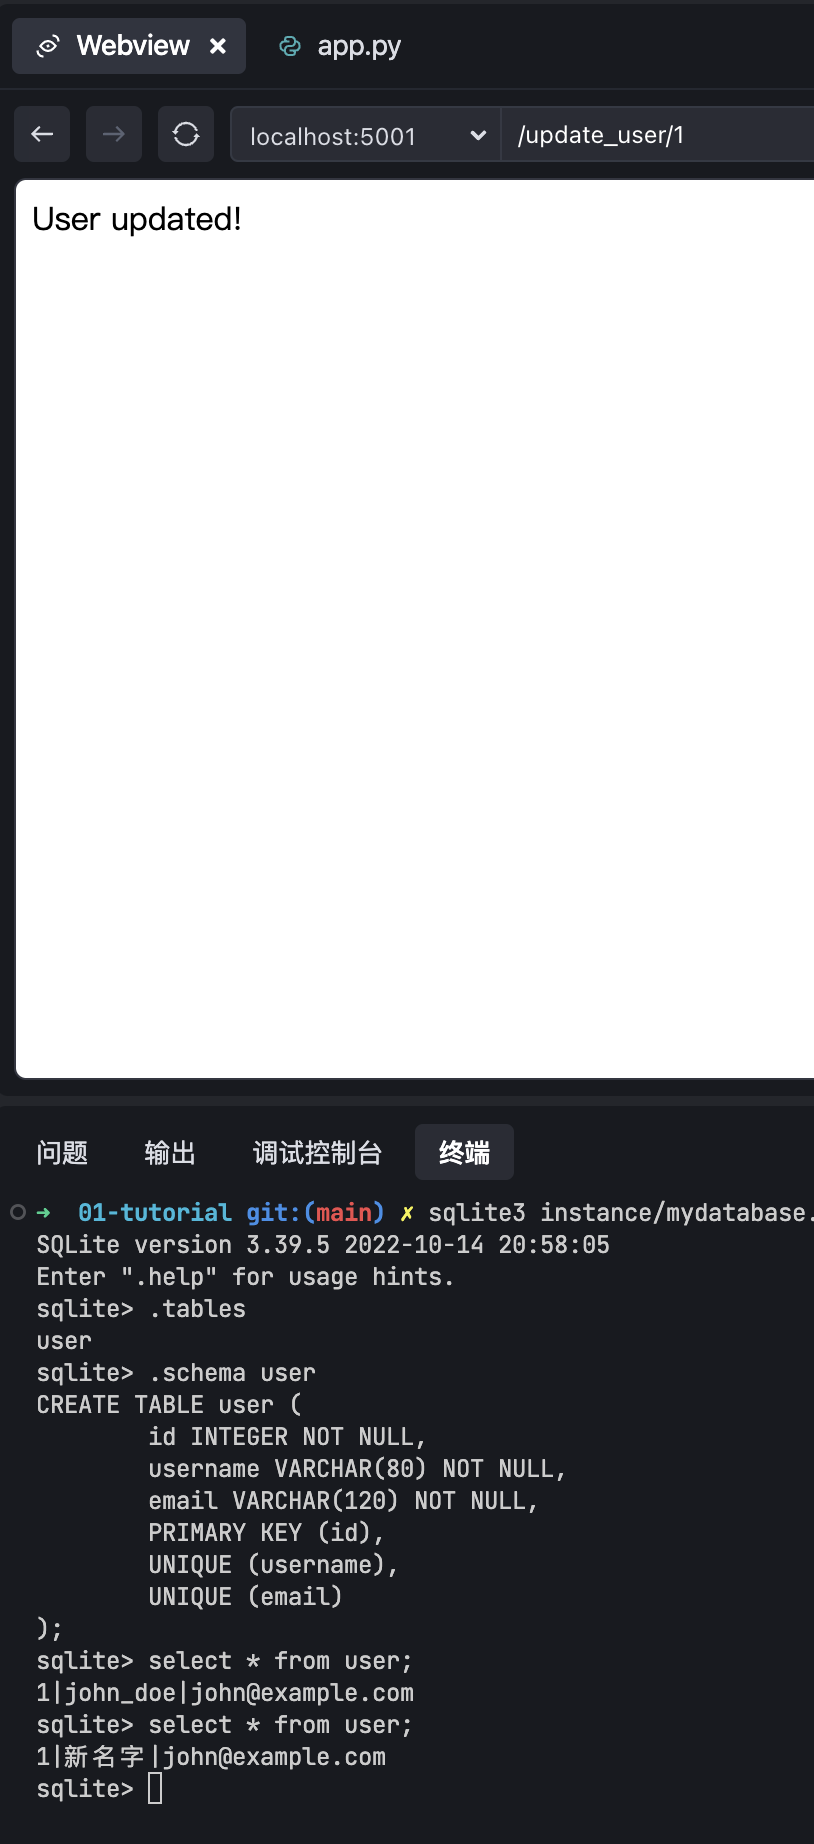 Webview × app.py
localhost:5001 /update_user/1
User updated!
问题 输出 调试控制台 终端
➜ 01-tutorial git:(main) ✗ sqlite3 instance/mydatabase.
SQLite version 3.39.5 2022-10-14 20:58:05
Enter ".help" for usage hints.
sqlite> .tables
user
sqlite> .schema user
CREATE TABLE user (
id INTEGER NOT NULL,
username VARCHAR(80) NOT NULL,
email VARCHAR(120) NOT NULL,
PRIMARY KEY (id),
UNIQUE (username),
UNIQUE (email)
);
sqlite> select * from user;
1|john_doe|john@example.com
sqlite> select * from user;
1|新名字|john@example.com
sqlite>